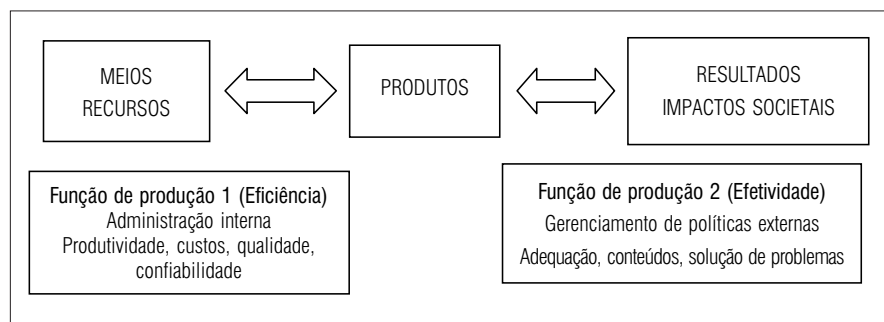 MEIOS
RECURSOS
PRODUTOS
RESULTADOS
IMPACTOS SOCIETAIS
Função de produção 1 (Eficiência)
Administração interna
Produtividade, custos, qualidade,
confiabilidade
Função de produção 2 (Efetividade)
Gerenciamento de políticas externas
Adequação, conteúdos, solução de problemas